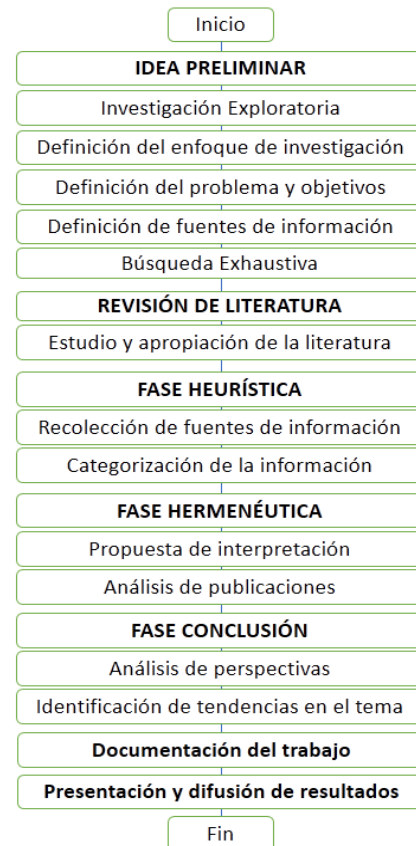 Inicio
IDEA PRELIMINAR
Investigación Exploratoria
Definición del enfoque de investigación
Definición del problema y objetivos
Definición de fuentes de información
Búsqueda Exhaustiva
REVISIÓN DE LITERATURA
Estudio y apropiación de la literatura
FASE HEURÍSTICA
Recolección de fuentes de información
Categorización de la información
FASE HERMENÉUTICA
Propuesta de interpretación
Análisis de publicaciones
FASE CONCLUSIÓN
Análisis de perspectivas
Identificación de tendencias en el tema
Documentación del trabajo
Presentación y difusión de resultados
Fin